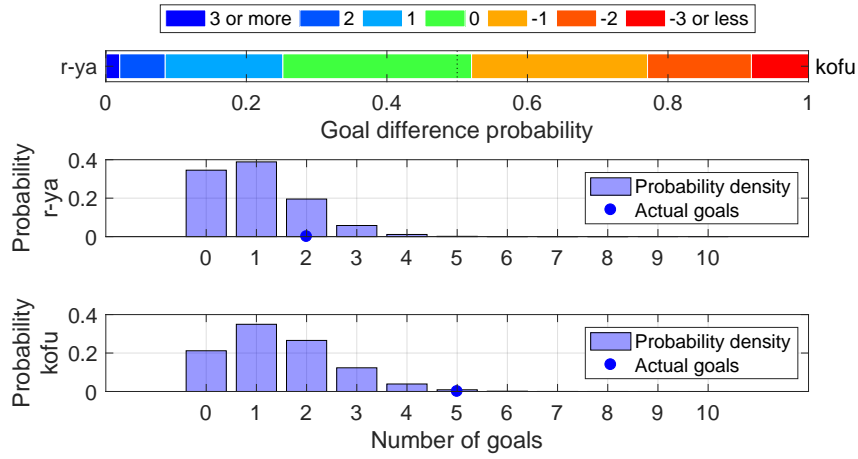 3 or more 2 1 0 -1 -2 -3 or less
r-ya kofu
0 0.2 0.4 0.6 0.8 1
Goal difference probability
Probability
r-ya
0.4
0.2
0
Probability density
Actual goals
0 1 2 3 4 5 6 7 8 9 10
Probability
kofu
0.4
0.2
0
Probability density
Actual goals
0 1 2 3 4 5 6 7 8 9 10
Number of goals